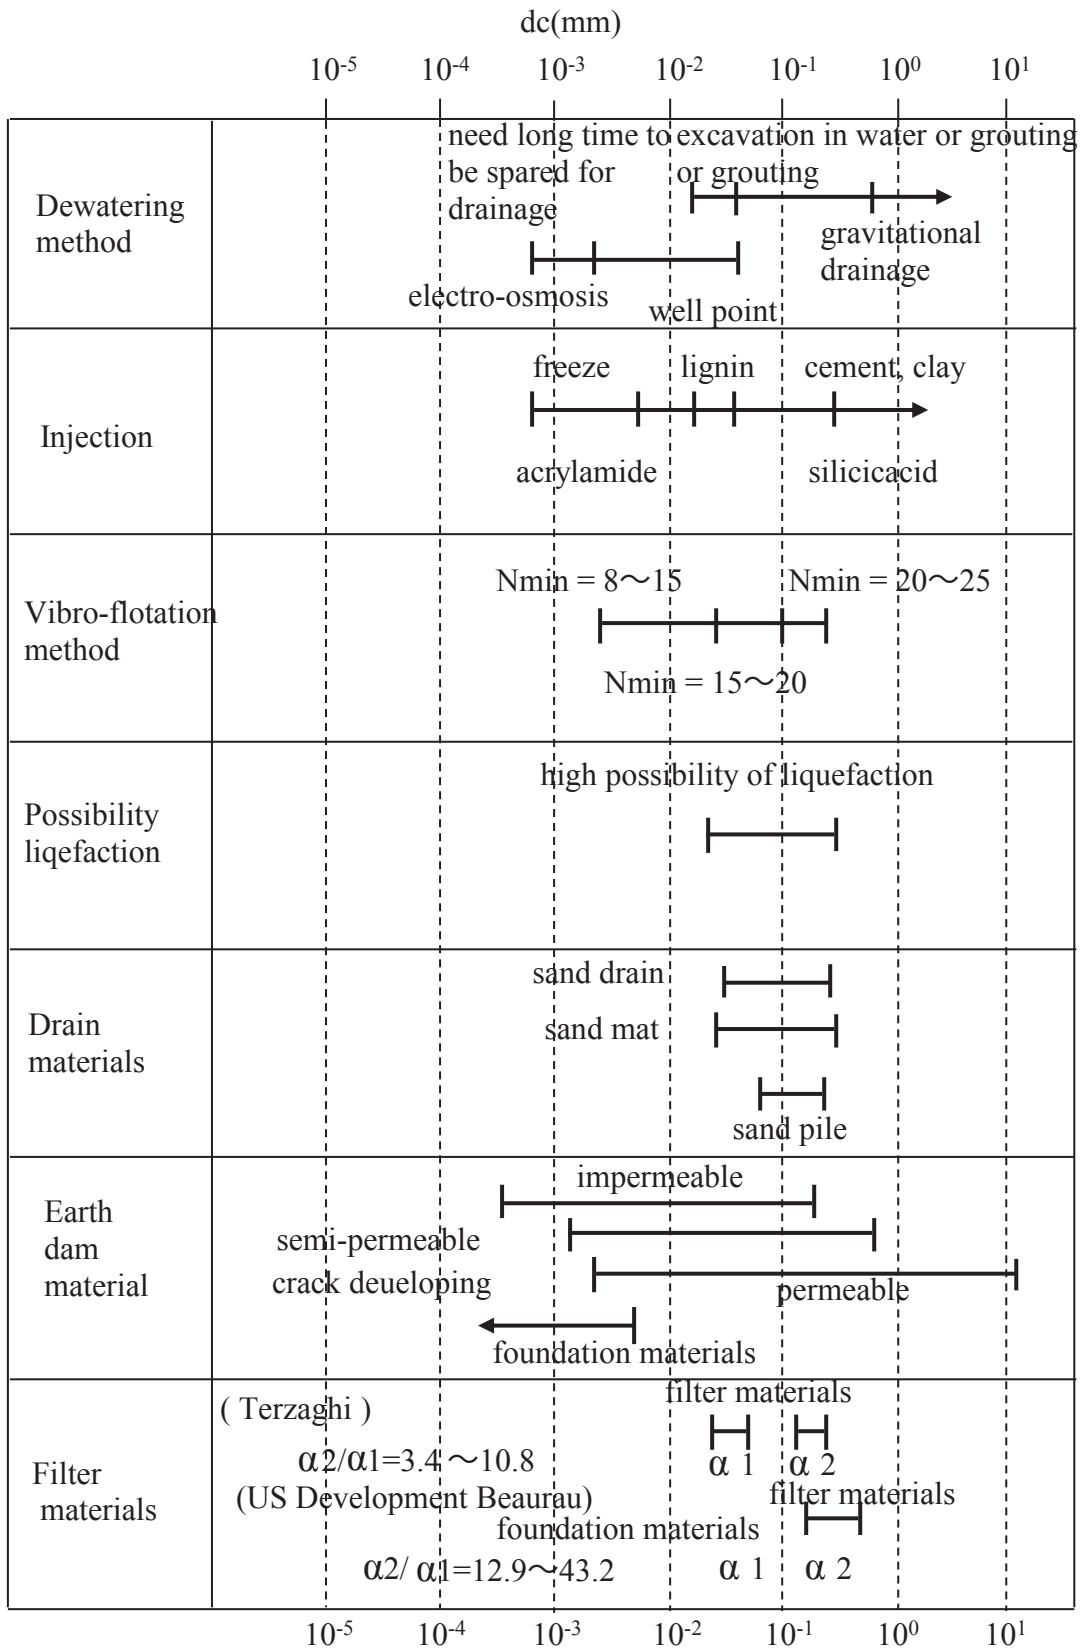 dc(mm)
10-5 10-4 10-3 10-2 10-1 100 101
need long time to excavation in water or grouting
be spared for or grouting
drainage
Dewatering
method
gravitational
drainage
electro-osmosis
well point
freeze lignin cement, clay
Injection
acrylamide silicicacid
Nmin = 8～15 Nmin = 20～25
Vibro-flotation
method
Nmin = 15～20
high possibility of liquefaction
Possibility
liqefaction
sand drain
Drain
materials
sand mat
sand pile
impermeable
Earth
dam
material
semi-permeable
crack deueloping
permeable
foundation materials
filter materials
( Terzaghi )
α2/α1=3.4 ～10.8
α 1 α 2
Filter
materials
(US Development Beaurau)
filter materials
foundation materials
α2/ α1=12.9～43.2
α 1 α 2
10-5 10-4 10-3 10-2 10-1 100 101